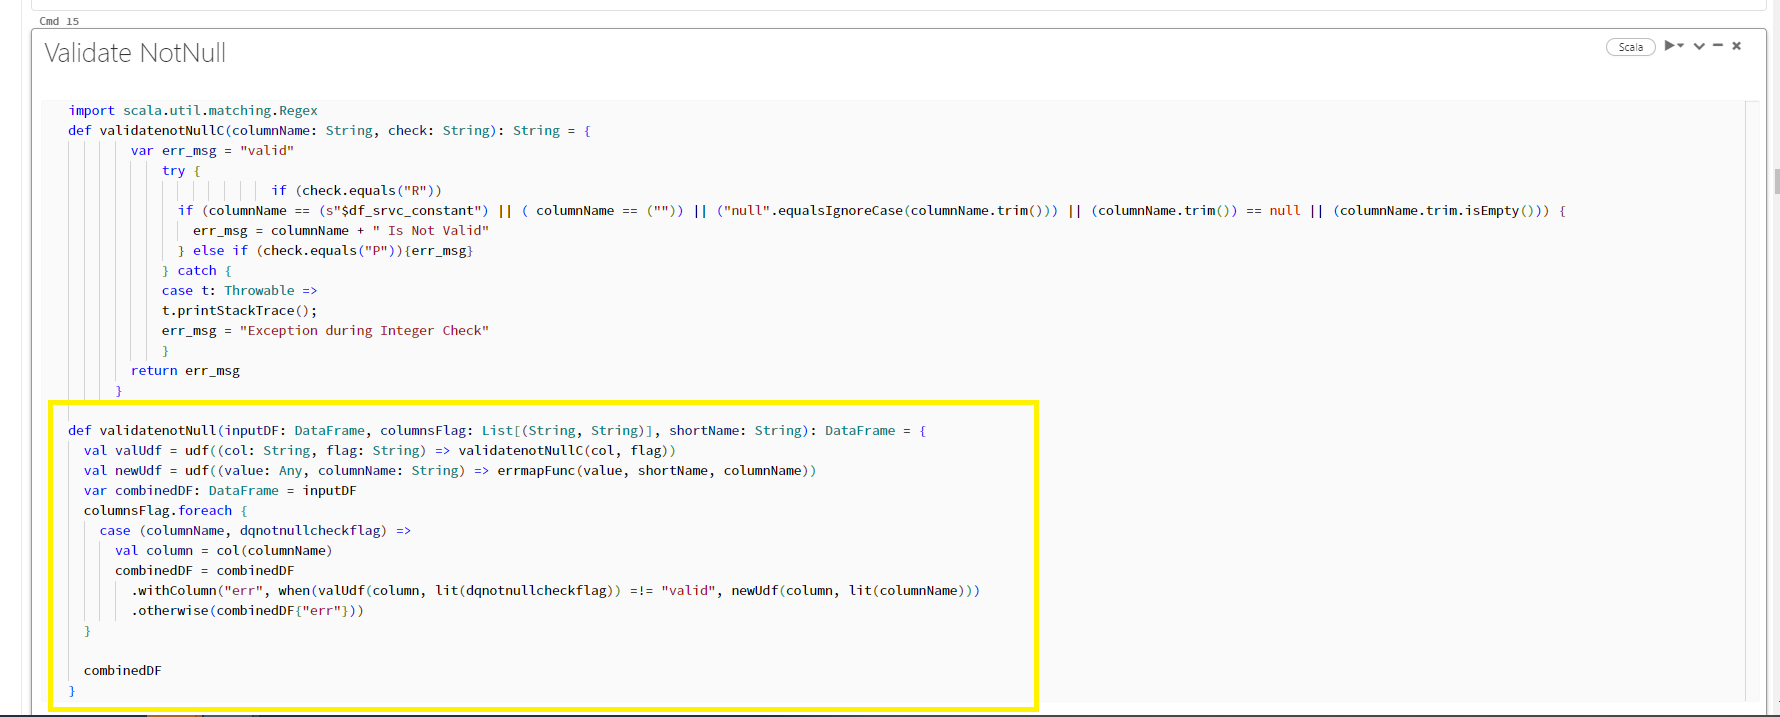 Cmd 15
Validate NotNull
Scala
import scala.util.matching.Regex
def validatenotNullC(columnName: String, check: String): String = {
var err_msg = "valid"
try {
if (check.equals("R"))
if (columnName == (s"$df_srvc_constant") || ( columnName == ("")) || ("null".equalsIgnoreCase(columnName.trim())) || (columnName.trim()) == null || (columnName.trim.isEmpty())) {
err_msg = columnName + " Is Not Valid"
} else if (check.equals("P")){err_msg}
} catch {
case t: Throwable =>
t.printStackTrace();
err_msg = "Exception during Integer Check"
}
return err_msg
}
def validatenotNull(inputDF: DataFrame, columnsFlag: List[(String, String)], shortName: String): DataFrame = {
val valUdf = udf((col: String, flag: String) => validatenotNullC(col, flag))
val newUdf = udf((value: Any, columnName: String) => errmapFunc(value, shortName, columnName))
var combinedDF: DataFrame = inputDF
columnsFlag.foreach {
case (columnName, dqnotnullcheckflag) =>
val column = col(columnName)
combinedDF = combinedDF
.withColumn("err", when(valUdf(column, lit(dqnotnullcheckflag)) =!= "valid", newUdf(column, lit(columnName)))
.otherwise(combinedDF{"err"}))
}
combinedDF
}